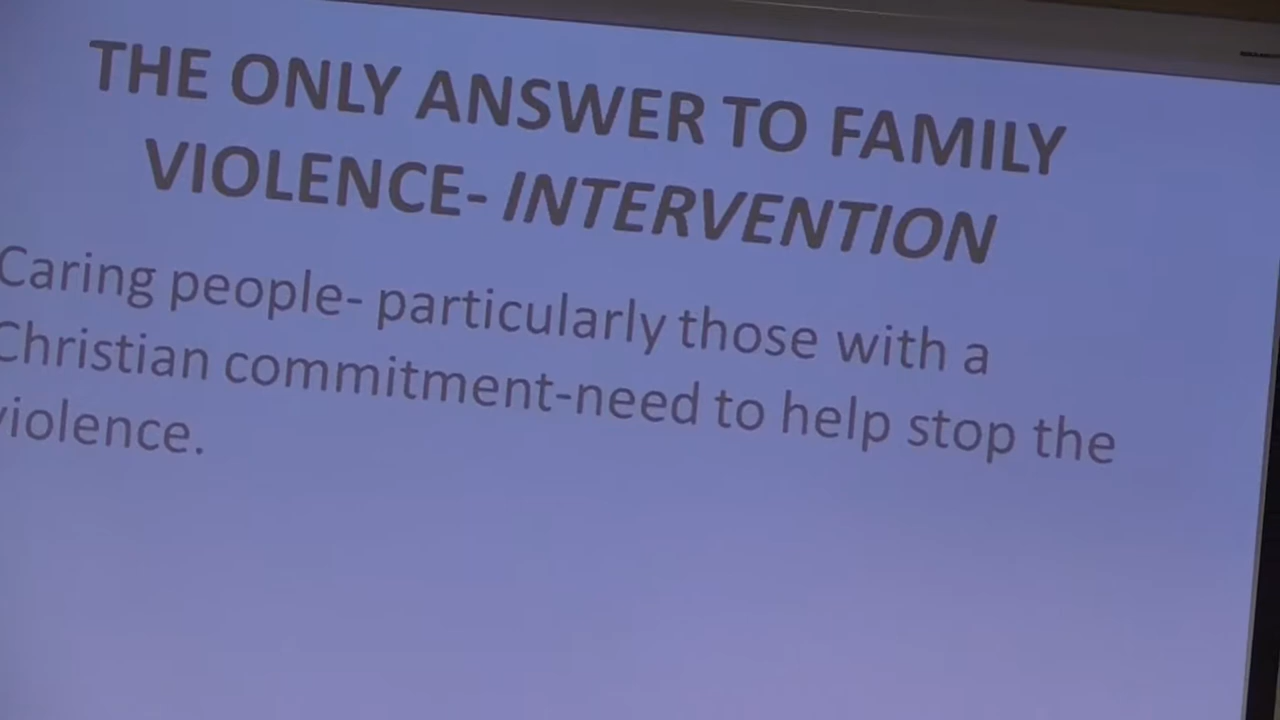 THE ONLY ANSWER TO FAMILY
VIOLENCE- INTERVENTION
Caring people- particularly those with a
Christian commitment-need to help stop the
violence.